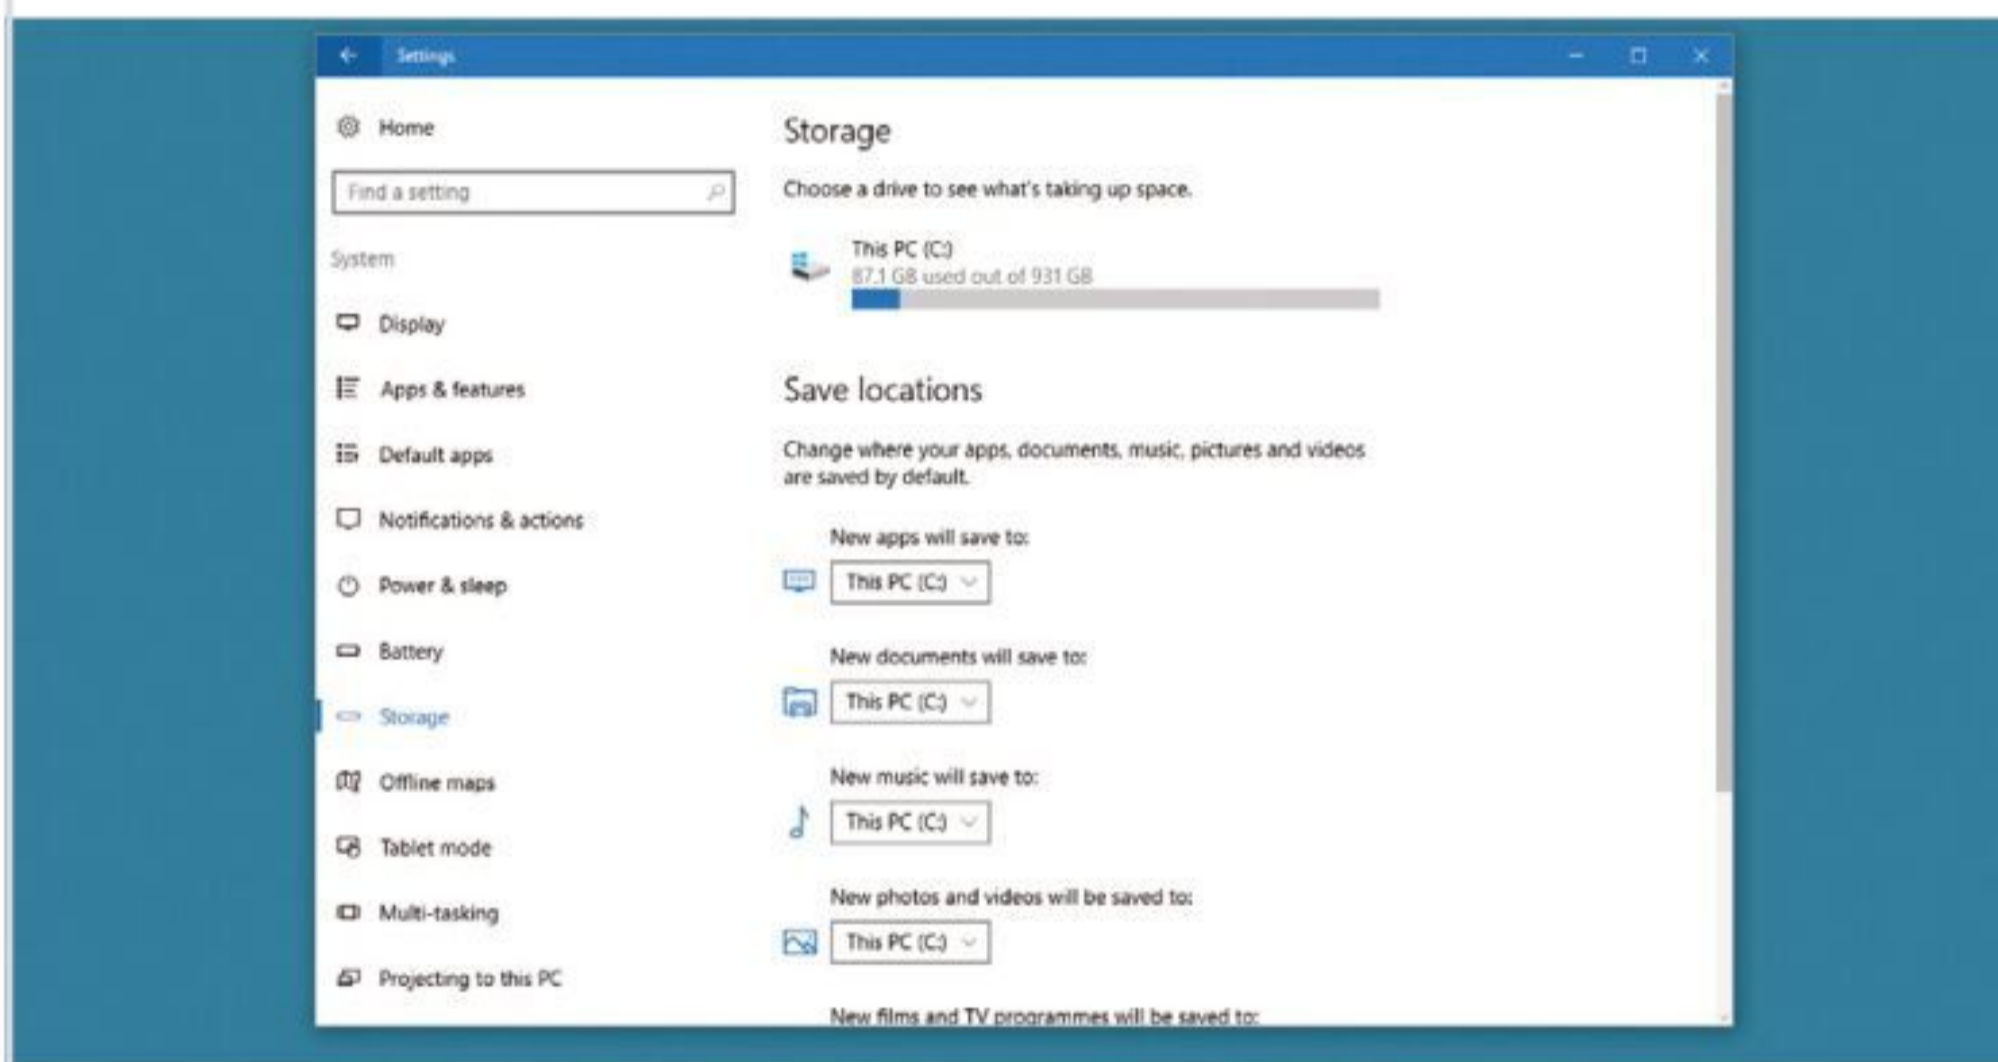 Settings
Home
Find a setting
System
Display
Apps & features
Default apps
Notifications & actions
Power & sleep
Battery
Storage
Offline maps
Tablet mode
Multi-tasking
Projecting to this PC
Storage
Choose a drive to see what's taking up space.
This PC (C:)
87.1 GB used out of 931 GB
Save locations
Change where your apps, documents, music, pictures and videos
are saved by default.
New apps will save to:
This PC (C:)
New documents will save to:
This PC (C:)
New music will save to:
This PC (C:)
New photos and videos will be saved to:
This PC (C:)
New films and TV programmes will be saved to: